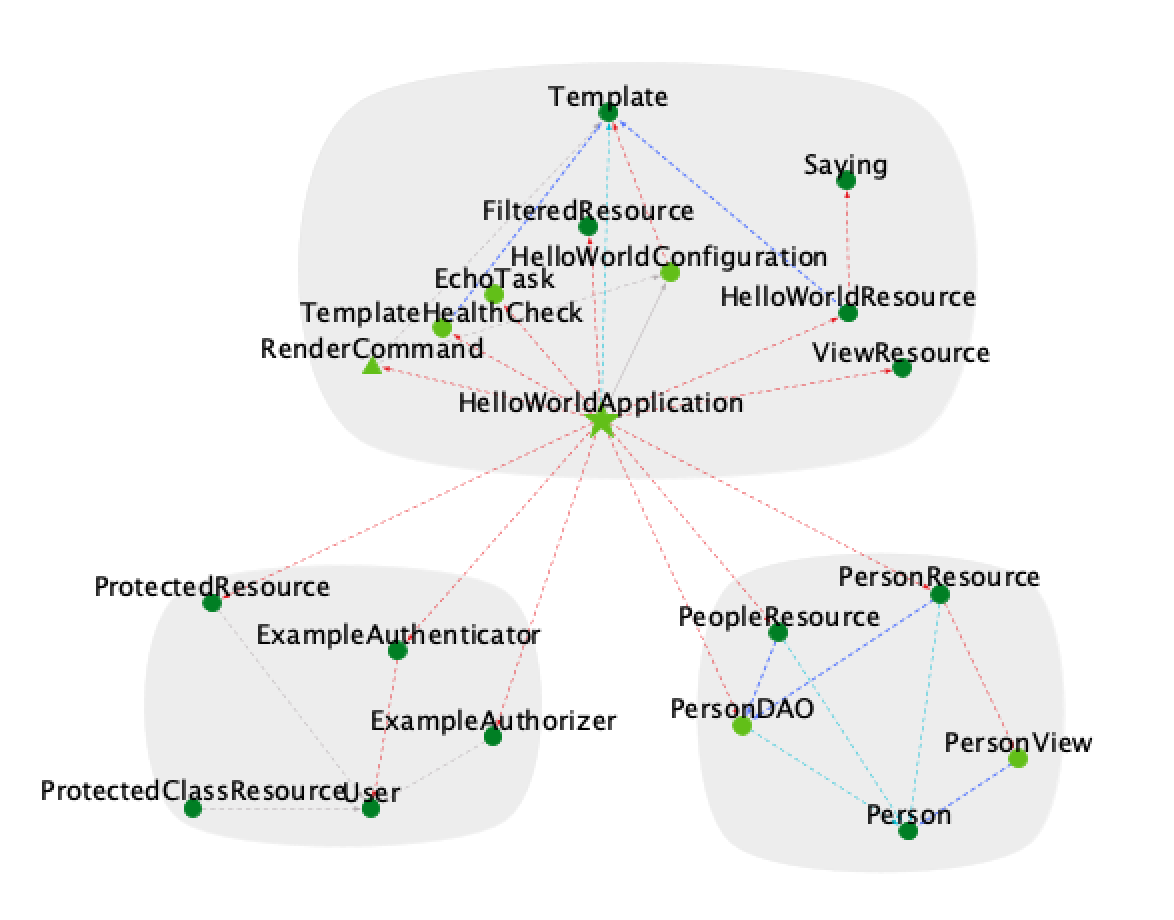 Template
Saying
FilteredResource
HelloWorldConfiguration
EchoTask
HelloWorldResource
TemplateHealthCheck
RenderCommand
ViewResource
HelloWorldApplication
PersonResource
ProtectedResource
PeopleResource
ExampleAuthenticator
PersonDAO
ExampleAuthorizer
PersonView
ProtectedClassResource
User
Person